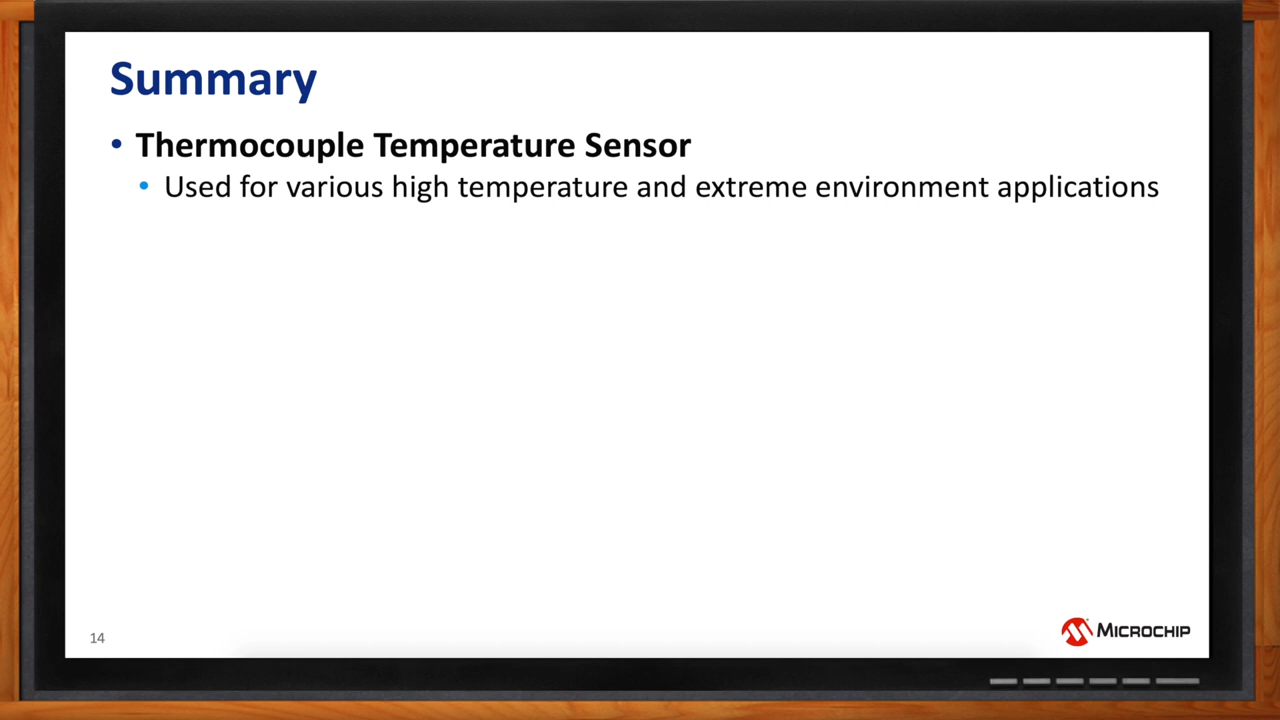 Summary
• Thermocouple Temperature Sensor
• Used for various high temperature and extreme environment applications
14
MICROCHIP